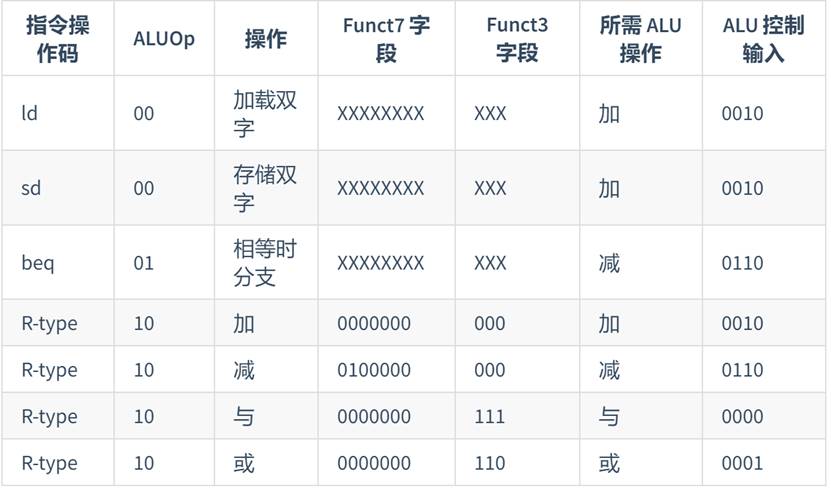 指令操作码 ALUOp 操作 Funct7 字段 Funct3 字段 所需 ALU 操作 ALU 控制输入
ld 00 加载双字 XXXXXXXX XXX 加 0010
sd 00 存储双字 XXXXXXXX XXX 加 0010
beq 01 相等时分支 XXXXXXXX XXX 减 0110
R-type 10 加 0000000 000 加 0010
R-type 10 减 0100000 000 减 0110
R-type 10 与 0000000 111 与 0000
R-type 10 或 0000000 110 或 0001